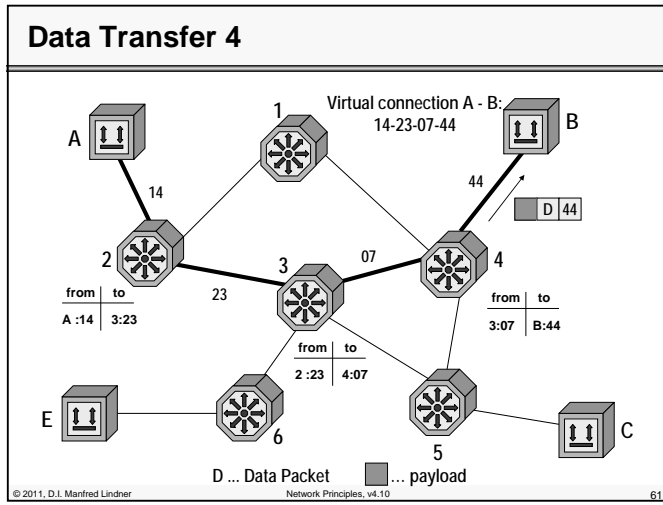 Data Transfer 4
Virtual connection A - B:
14-23-07-44
A
1
B
14
44
D 44
2
3
07
4
23
from to
A :14 3:23
from to
3:07 B:44
from to
2 :23 4:07
E
6
5
C
D ... Data Packet ... payload
© 2011, D.I. Manfred Lindner
Network Principles, v4.10
61